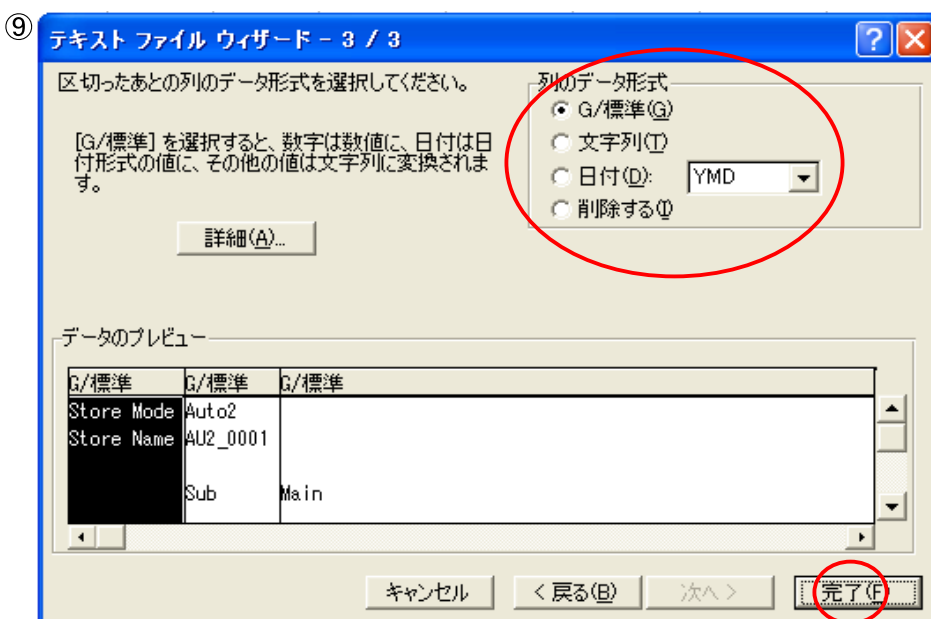 ⑨
テキスト ファイル ウィザード - 3 / 3
区切ったあとの列のデータ形式を選択してください。
[G/標準] を選択すると、数字は数値に、日付は日
付形式の値に、その他の値は文字列に変換されま
す。
詳細(A)...
列のデータ形式
G/標準(G)
文字列(T)
日付(D): YMD
削除する(I)
データのプレビュー
G/標準 G/標準 G/標準
Store Mode Auto2
Store Name AU2_0001
Sub Main
キャンセル < 戻る(B) 次へ > 完了(F)